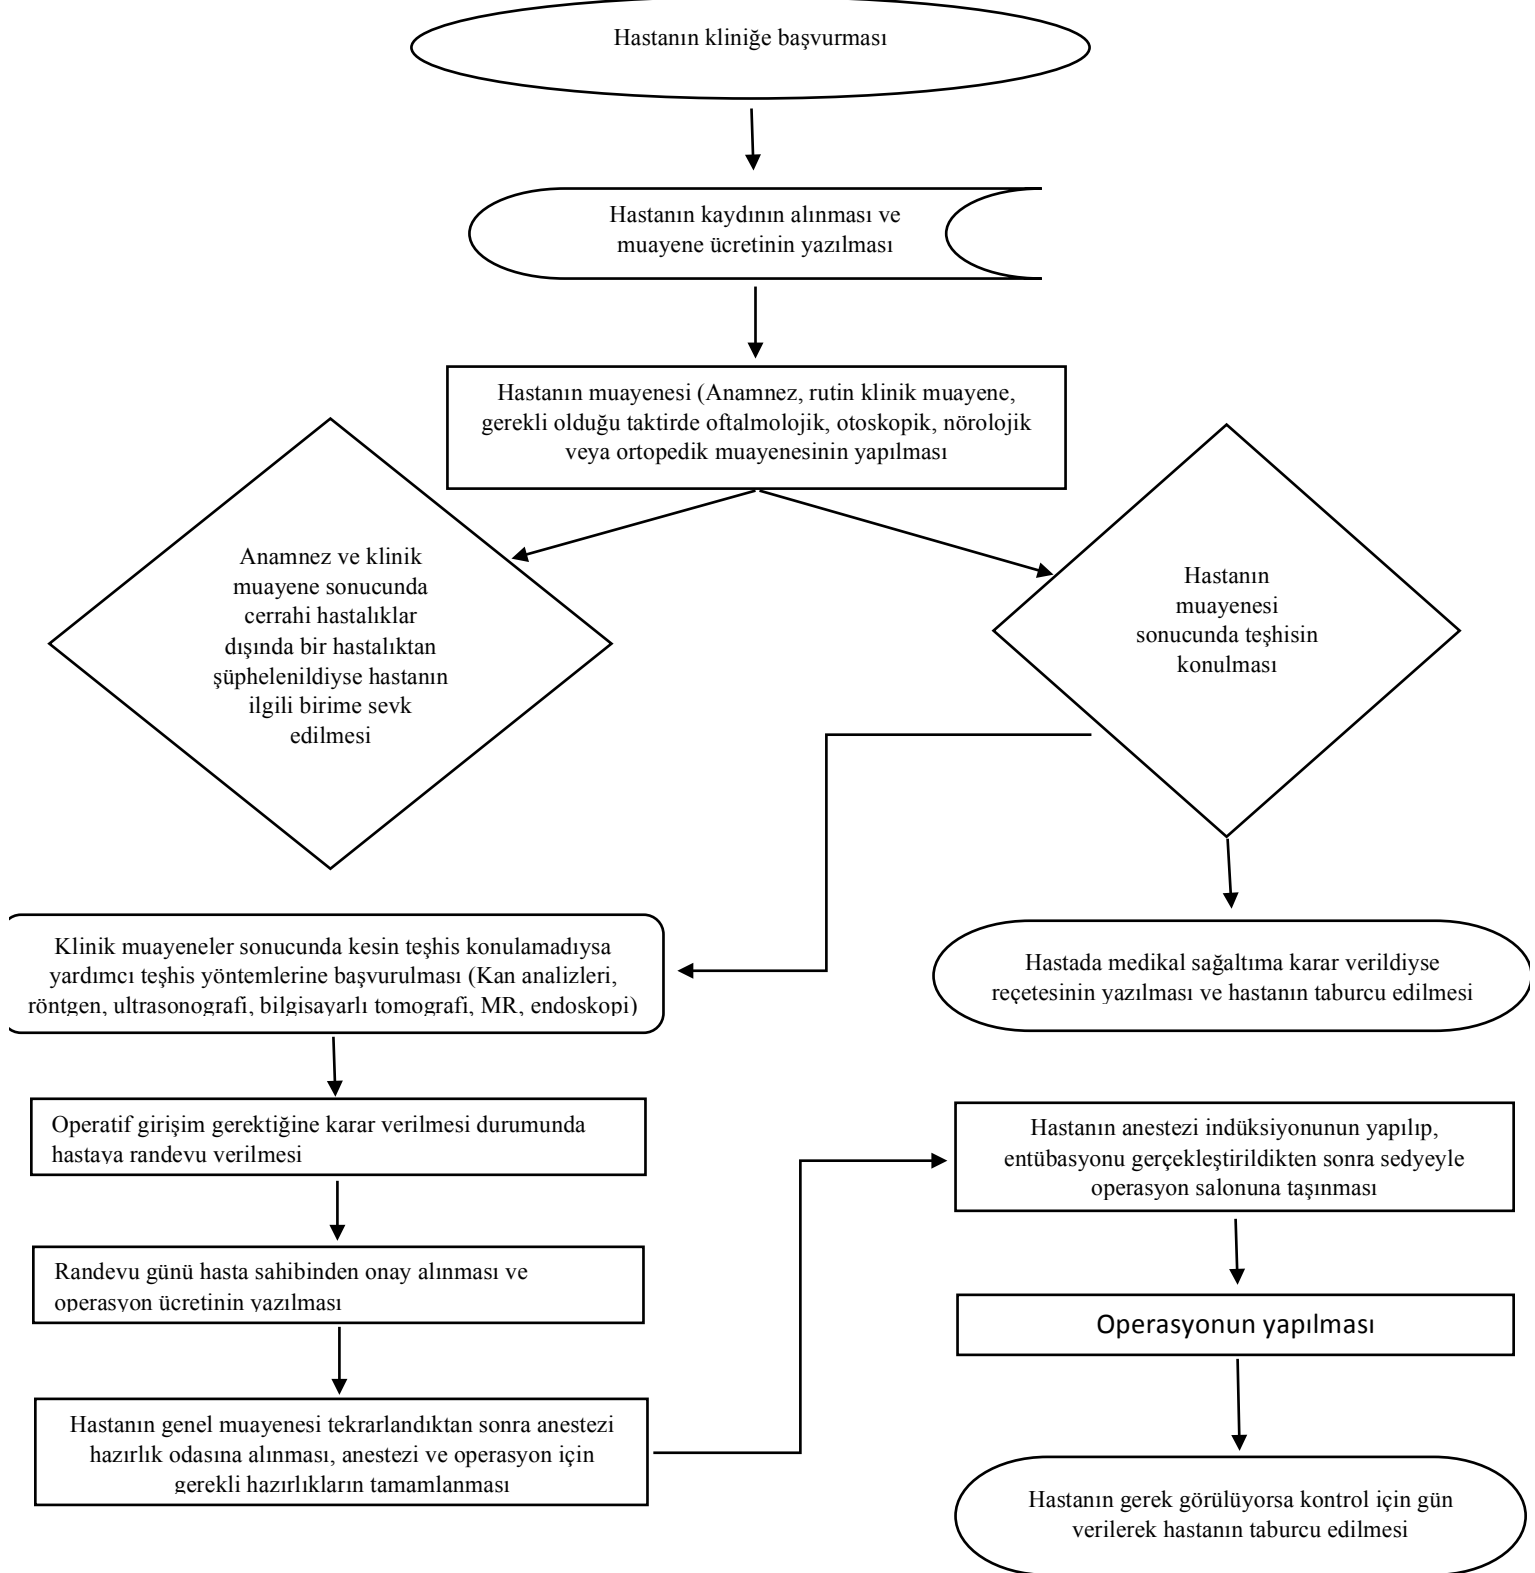 Hastanın kliniğe başvurması
Hastanın kaydının alınması ve
muayene ücretinin yazılması
Hastanın muayenesi (Anamnez, rutin klinik muayene,
gerekli olduğu taktirde oftalmolojik, otoskopik, nörolojik
veya ortopedik muayenesinin yapılması
Anamnez ve klinik
muayene sonucunda
cerrahi hastalıklar
dışında bir hastalıktan
şüphelenildiyse hastanın
ilgili birime sevk
edilmesi
Hastanın
muayenesi
sonucunda teşhisin
konulması
Klinik muayeneler sonucunda kesin teşhis konulamadıysa
yardımcı teşhis yöntemlerine başvurulması (Kan analizleri,
röntgen, ultrasonografi, bilgisayarlı tomografi, MR, endoskopi)
Hastada medikal sağaltıma karar verildiyse
reçetesinin yazılması ve hastanın taburcu edilmesi
Operatif girişim gerektiğine karar verilmesi durumunda
hastaya randevu verilmesi
Randevu günü hasta sahibinden onay alınması ve
operasyon ücretinin yazılması
Hastanın genel muayenesi tekrarlandıktan sonra anestezi
hazırlık odasına alınması, anestezi ve operasyon için
gerekli hazırlıkların tamamlanması
Hastanın anestezi indüksiyonunun yapılıp,
entübasyonu gerçekleştirildikten sonra sedyeyle
operasyon salonuna taşınması
Operasyonun yapılması
Hastanın gerek görülüyorsa kontrol için gün
verilerek hastanın taburcu edilmesi